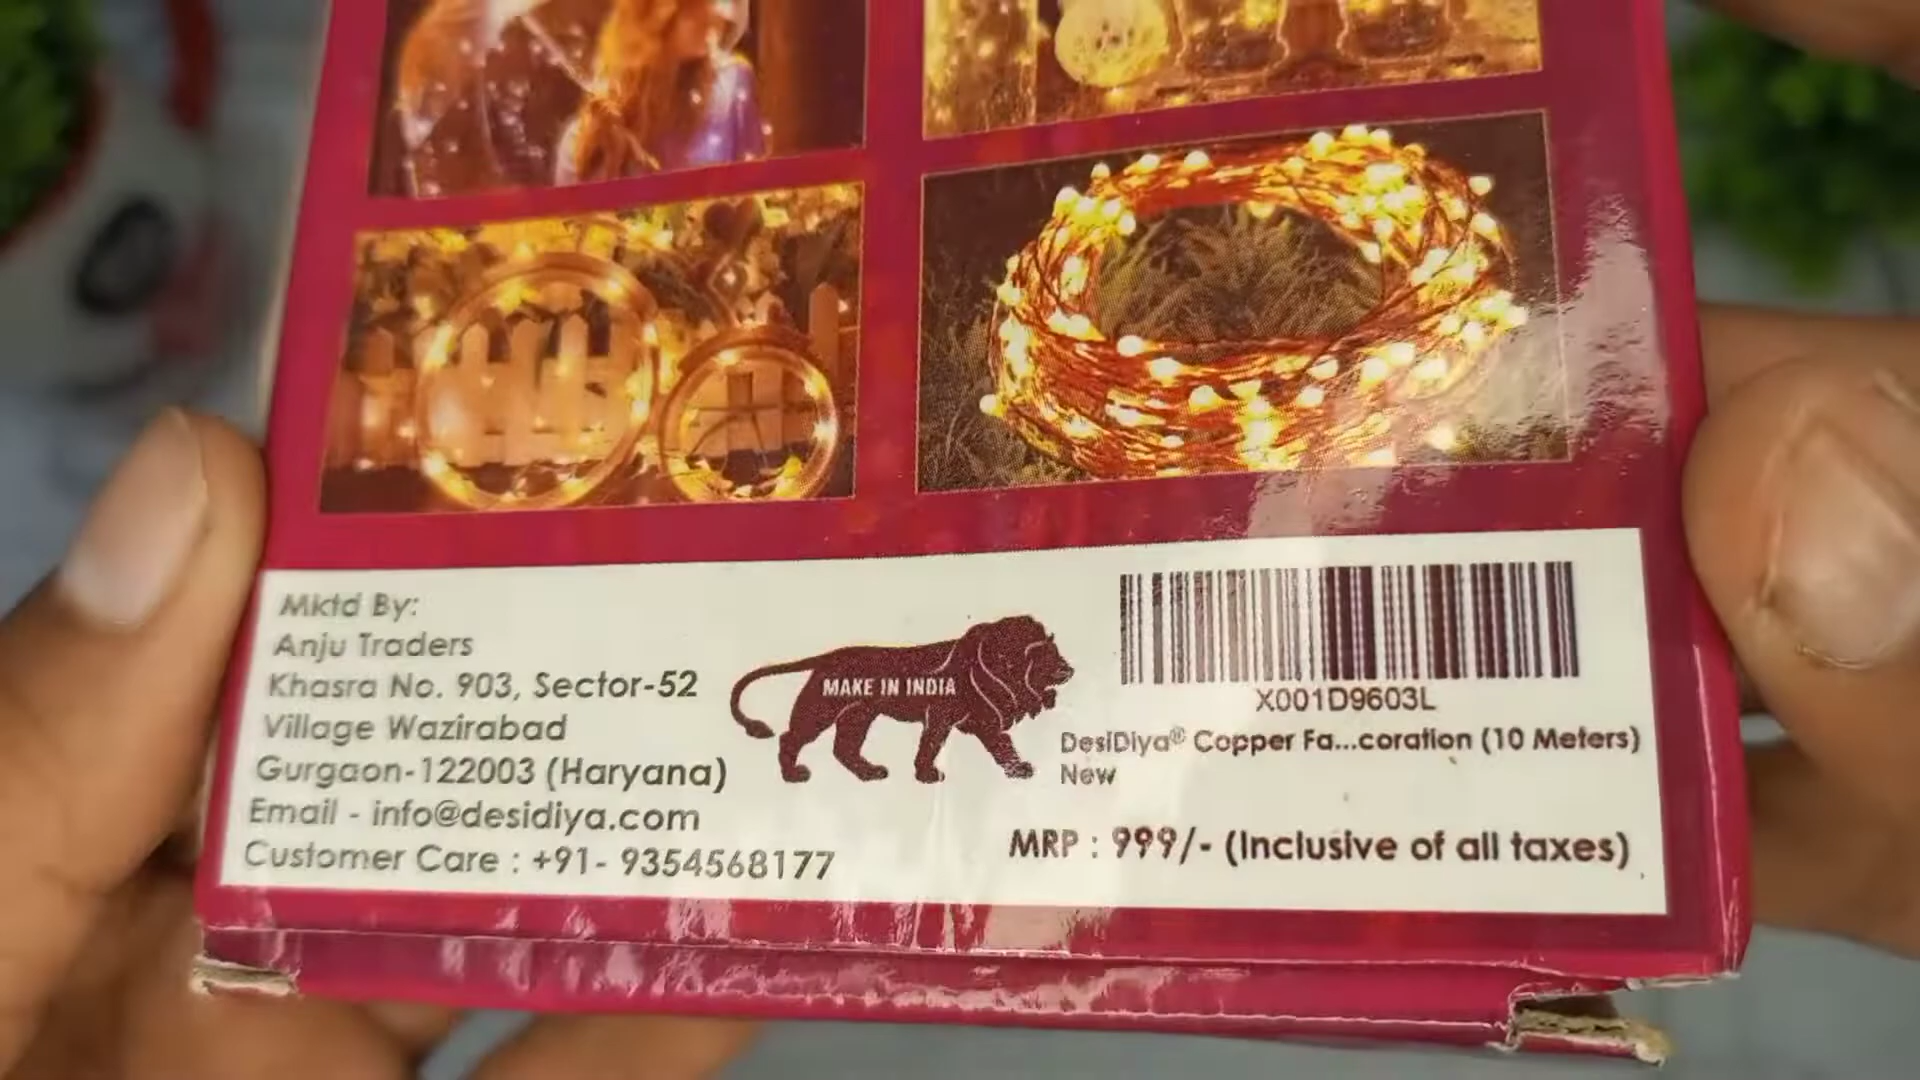 Mktd By:
Anju Traders
Khasra No. 903, Sector-52
Village Wazirabad
Gurgaon-122003 (Haryana)
Email - info@desidiya.com
Customer Care : +91- 9354568177
MAKE IN INDIA
X001D9603L
DesiDiya® Copper Fa...coration (10 Meters)
New
MRP : 999/- (Inclusive of all taxes)